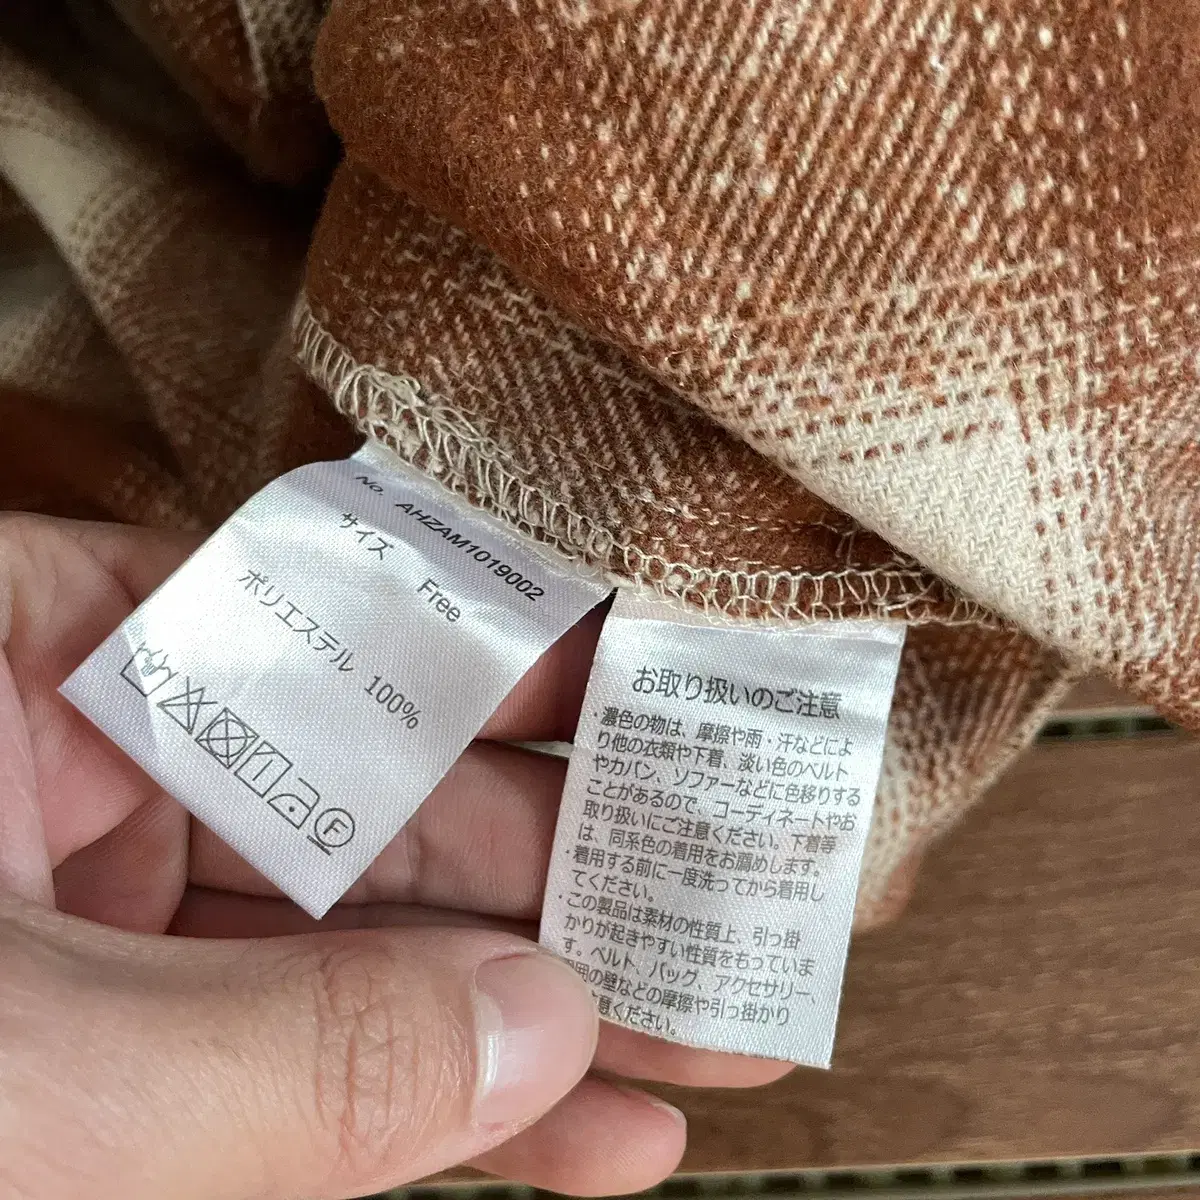 No. AHZAM1019002
サイズ Free
ポリエステル 100%
F
お取り扱いのご注意
・濃色の物は、摩擦や雨・汗などによ
り他の衣類や下着、淡い色のベルト
やカバン、ソファーなどに色移りする
ことがあるので、コーディネートやお
取り扱いにご注意ください。下着等
は、同系色の着用をお薦めします。
・着用する前に一度洗ってから着用し
てください。
・この製品は素材の性質上、引っ掛
かりが起きやすい性質をもっていま
す。ベルト、バッグ、アクセサリー、
囲の壁などの摩擦や引っ掛かり
意ください。